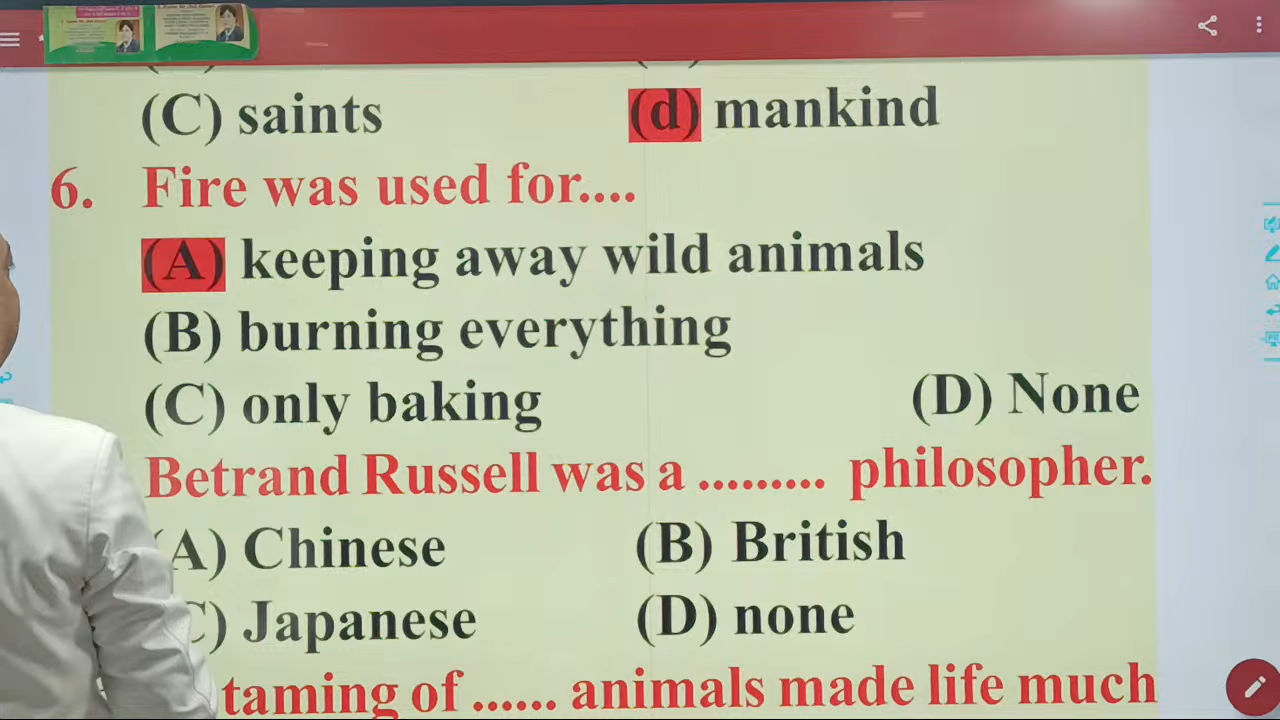 (C) saints (d) mankind
6. Fire was used for....
(A) keeping away wild animals
(B) burning everything
(C) only baking (D) None
Betrand Russell was a ......... philosopher.
A) Chinese (B) British
C) Japanese (D) none
taming of ...... animals made life much